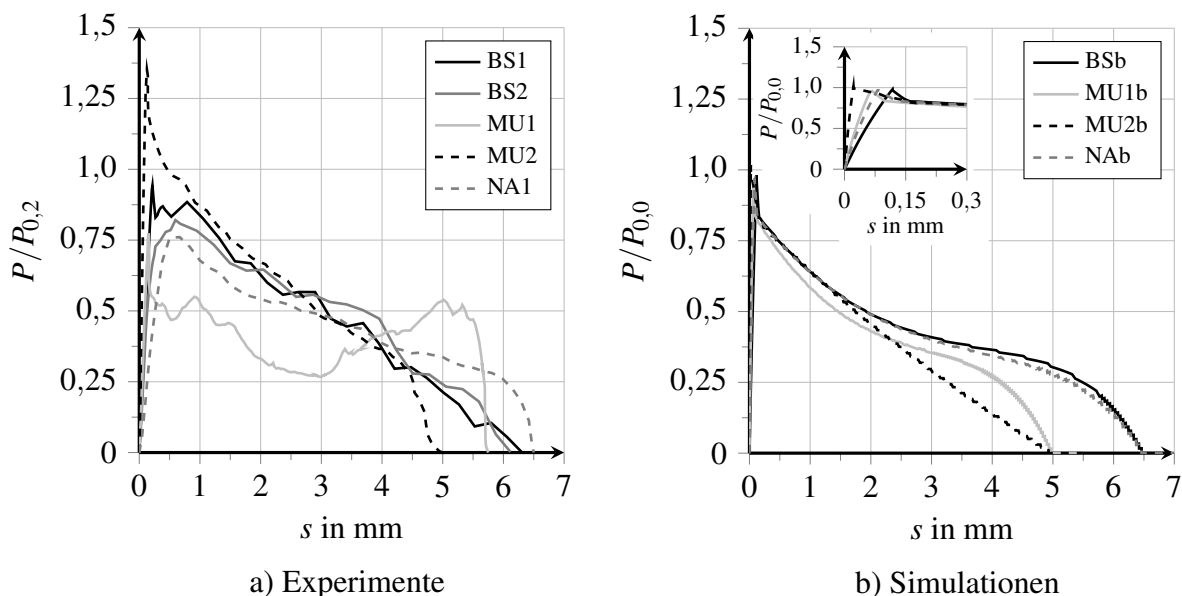 1,5
1,25
1,0
0,75
0,5
0,25
0
P/P0,2
BS1
BS2
MU1
MU2
NA1
0 1 2 3 4 5 6 7
s in mm
a) Experimente
1,5
1,25
1,0
0,75
0,5
0,25
0
P/P0,0
1,5
1,0
0,5
0
P/P0,0
0 0,15 0,3
s in mm
BSb
MU1b
MU2b
NAb
0 1 2 3 4 5 6 7
s in mm
b) Simulationen